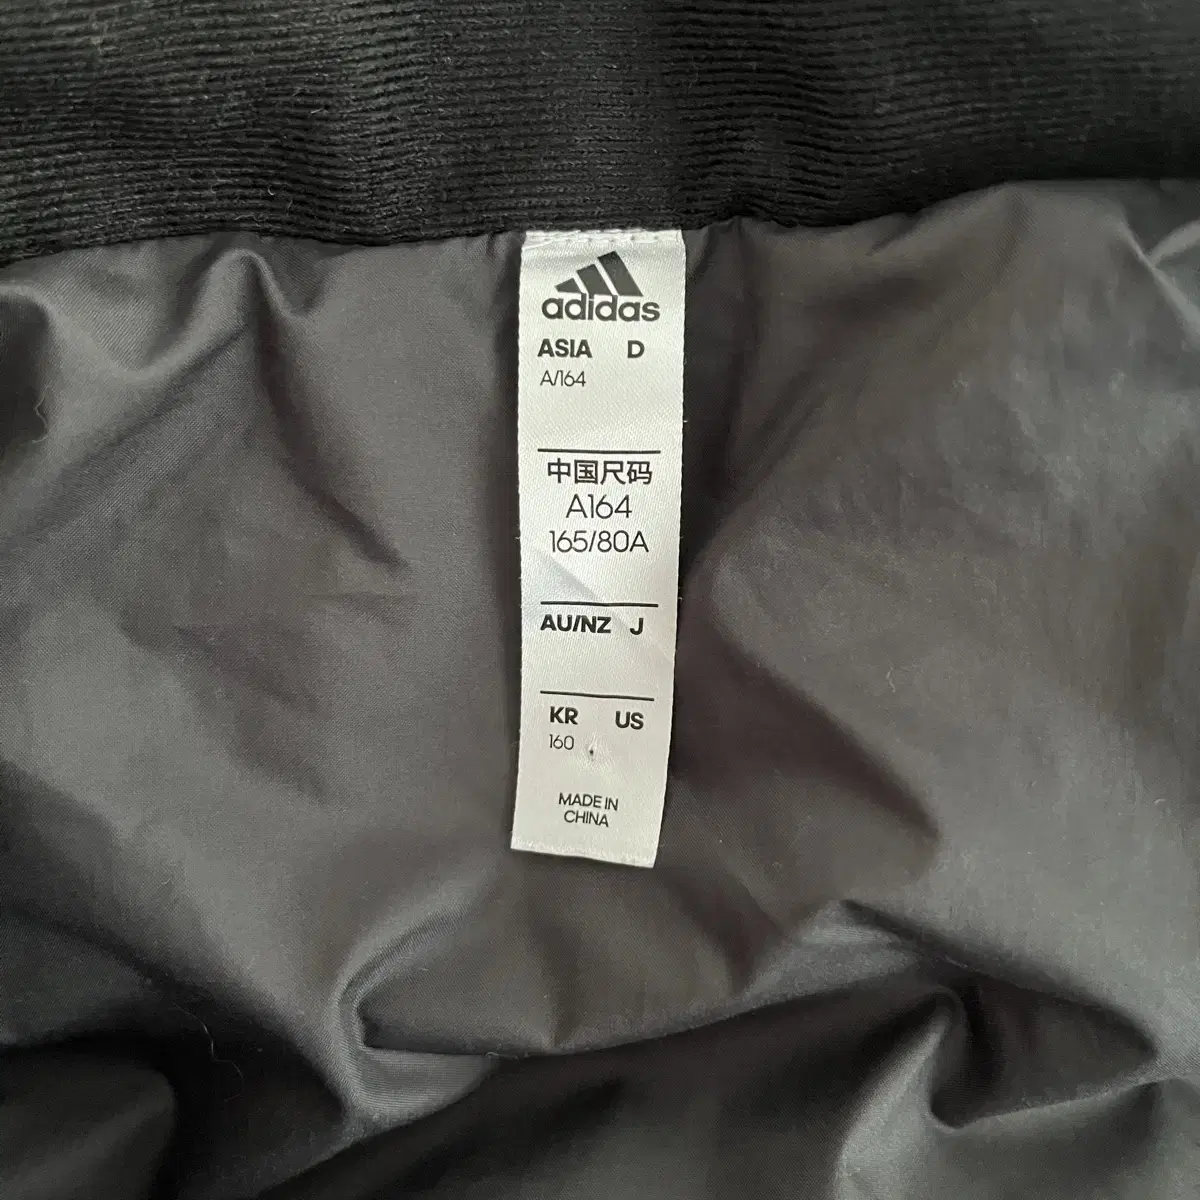 adidas
ASIA D
A/164
中国尺码
A164
165/80A
AU/NZ J
KR US
160
MADE IN
CHINA